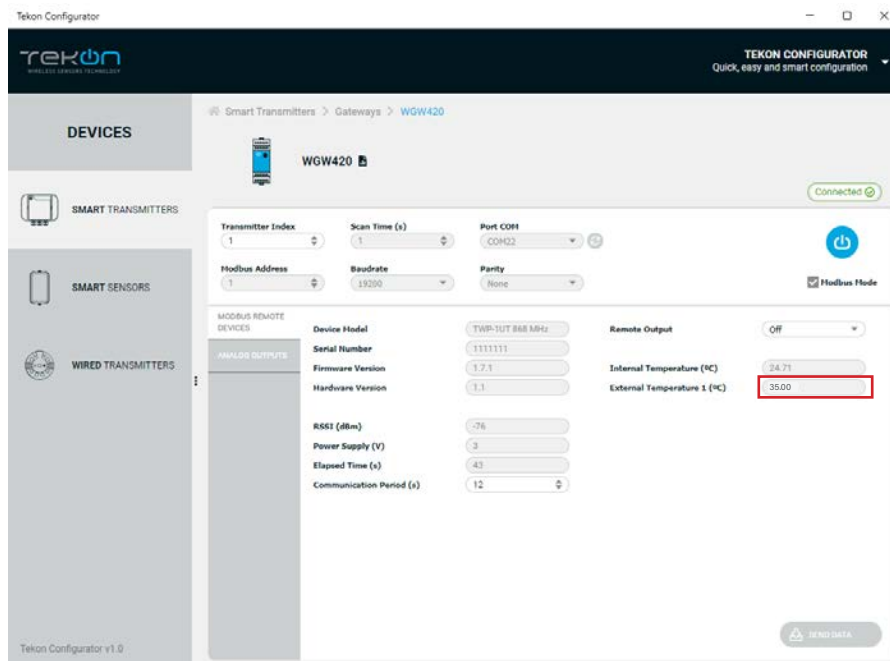 Tekon Configurator
TEKON
WIRELESS SENSORS TECHNOLOGY
TEKON CONFIGURATOR
Quick, easy and smart configuration
DEVICES
SMART TRANSMITTERS
SMART SENSORS
WIRED TRANSMITTERS
Tekon Configurator v1.0
Smart Transmitters > Gateways > WGW420
WGW420
Connected
Transmitter Index Scan Time (s) Port COM
1 1 COM22
Modbus Address Baudrate Parity
1 19200 None Modbus Mode
MODBUS REMOTE
DEVICES
ANALOG OUTPUTS
Device Model TWP-1UT 868 MHz Remote Output Off
Serial Number 1111111
Firmware Version 1.7.1 Internal Temperature (ºC) 24.71
Hardware Version 1.1 External Temperature 1 (ºC) 35.00
RSSI (dBm) -76
Power Supply (V) 3
Elapsed Time (s) 43
Communication Period (s) 12
SEND DATA